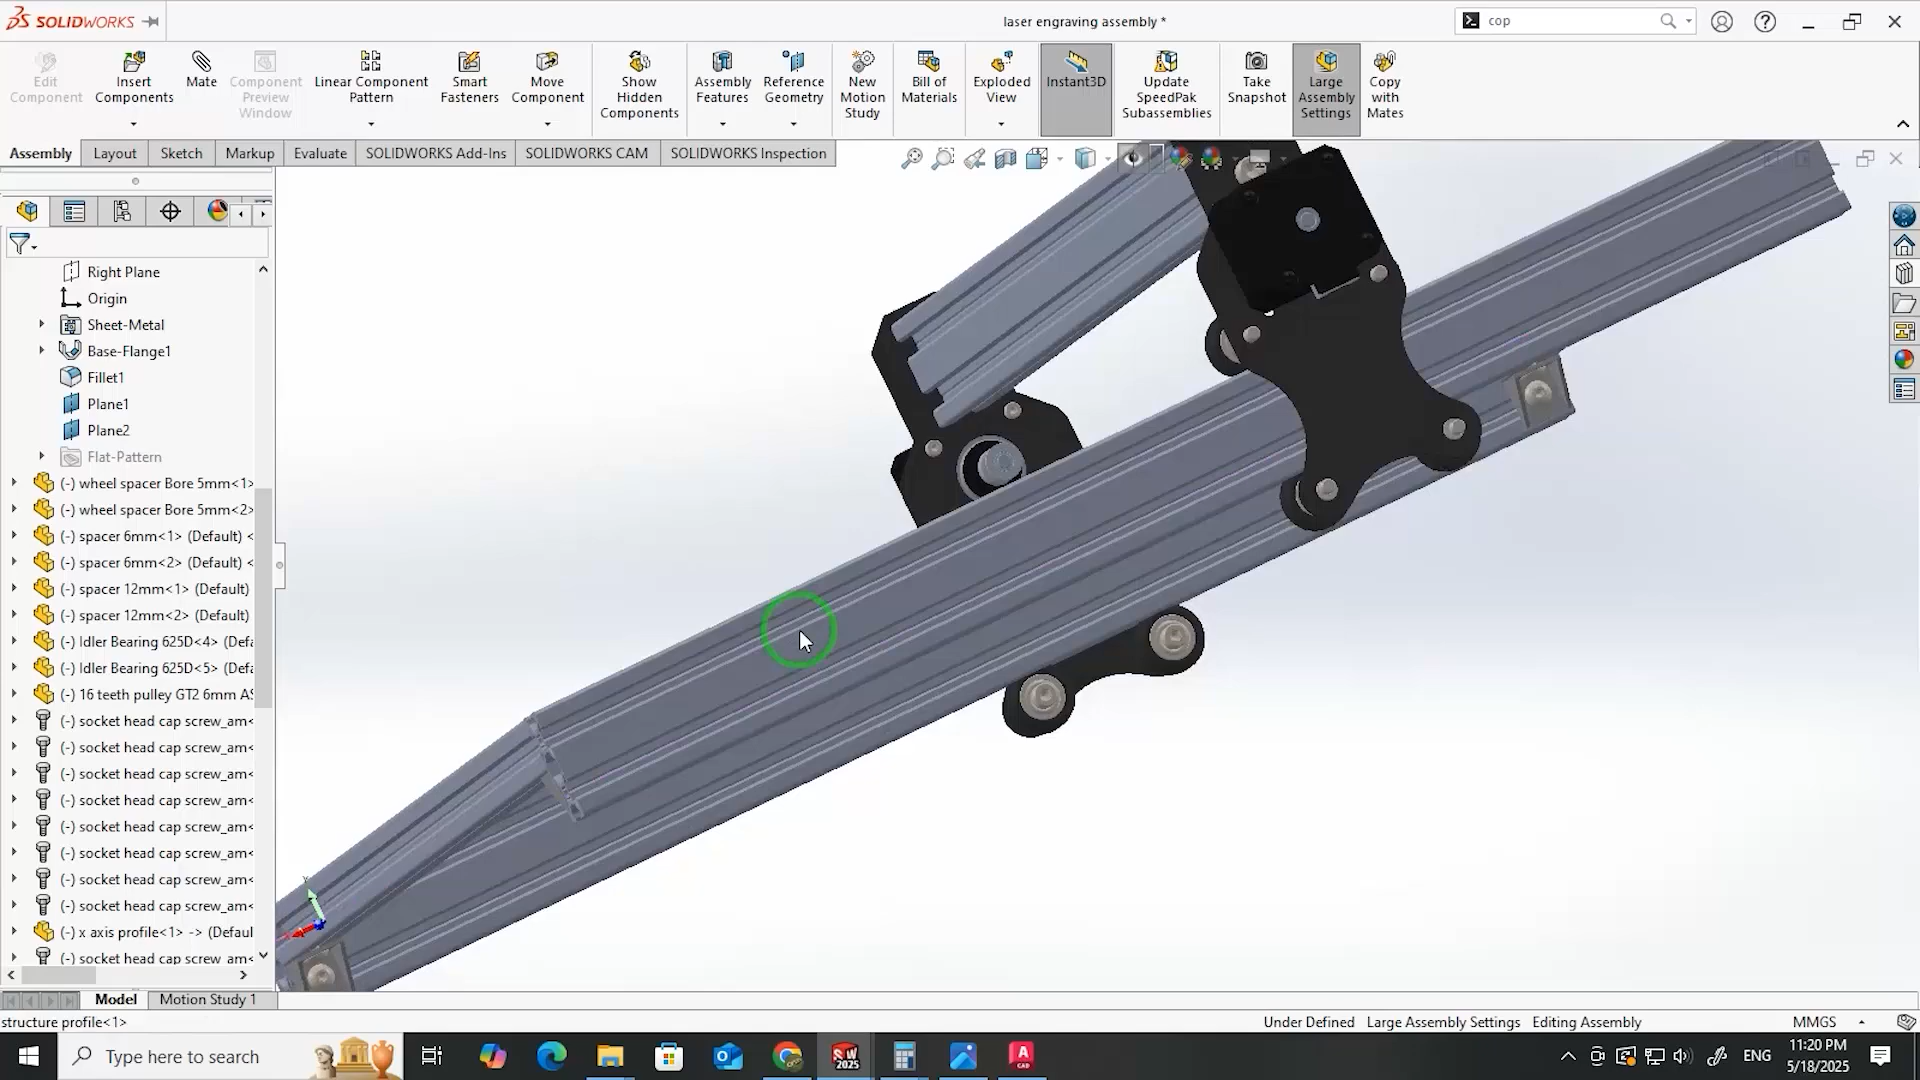 SOLIDWORKS
laser engraving assembly *
cop
Edit Component
Insert Components
Mate
Component Preview Window
Linear Component Pattern
Smart Fasteners
Move Component
Show Hidden Components
Assembly Features
Reference Geometry
New Motion Study
Bill of Materials
Exploded View
Instant3D
Update SpeedPak Subassemblies
Take Snapshot
Large Assembly Settings
Copy with Mates
Assembly
Layout
Sketch
Markup
Evaluate
SOLIDWORKS Add-Ins
SOLIDWORKS CAM
SOLIDWORKS Inspection
Right Plane
Origin
Sheet-Metal
Base-Flange1
Fillet1
Plane1
Plane2
Flat-Pattern
(-) wheel spacer Bore 5mm<1>
(-) wheel spacer Bore 5mm<2>
(-) spacer 6mm<1> (Default) <
(-) spacer 6mm<2> (Default) <
(-) spacer 12mm<1> (Default)
(-) spacer 12mm<2> (Default)
(-) Idler Bearing 625D<4> (Defa
(-) Idler Bearing 625D<5> (Defa
(-) 16 teeth pulley GT2 6mm AS
(-) socket head cap screw_am<
(-) socket head cap screw_am<
(-) socket head cap screw_am<
(-) socket head cap screw_am<
(-) socket head cap screw_am<
(-) socket head cap screw_am<
(-) socket head cap screw_am<
(-) socket head cap screw_am<
(-) x axis profile<1> -> (Defaul
(-) socket head cap screw am<
Y
Model
Motion Study 1
structure profile<1>
Under Defined
Large Assembly Settings
Editing Assembly
MMGS
Type here to search
SW 2025
A CAD
ENG
11:20 PM
5/18/2025